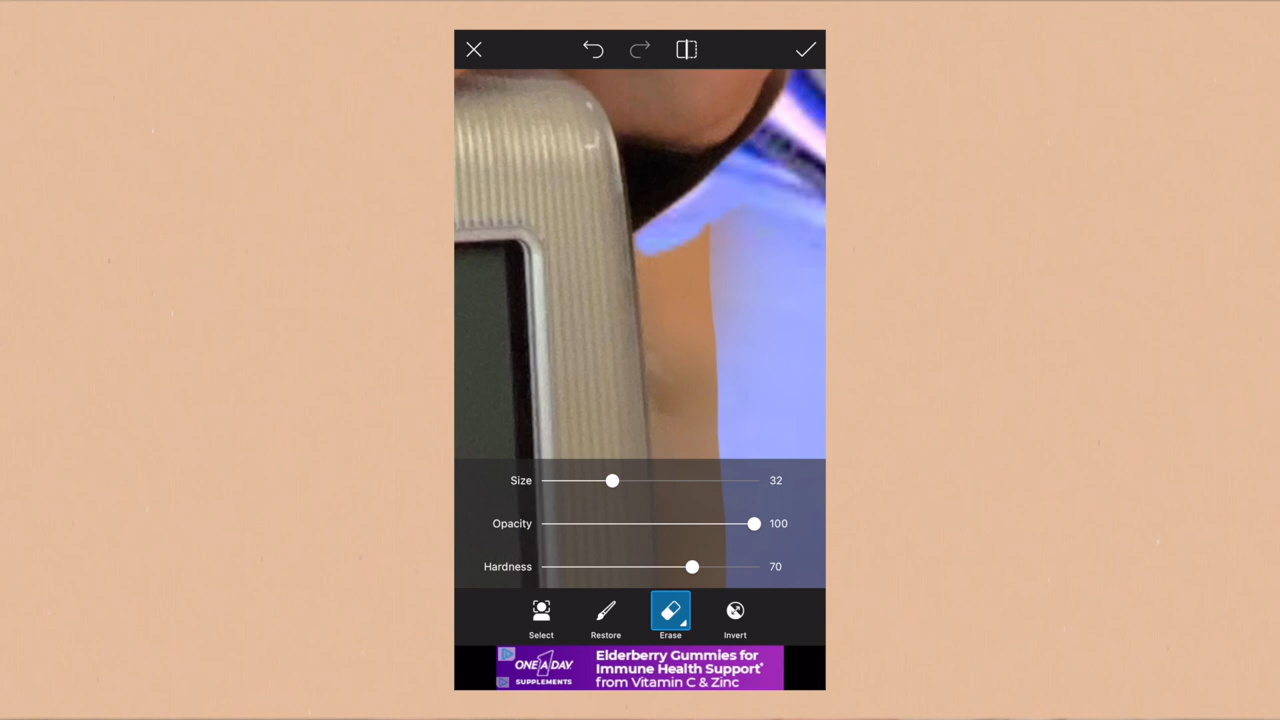 Size 32
Opacity 100
Hardness 70
Select Restore Erase Invert
ONE A DAY
SUPPLEMENTS
Elderberry Gummies for
Immune Health Support*
from Vitamin C & Zinc